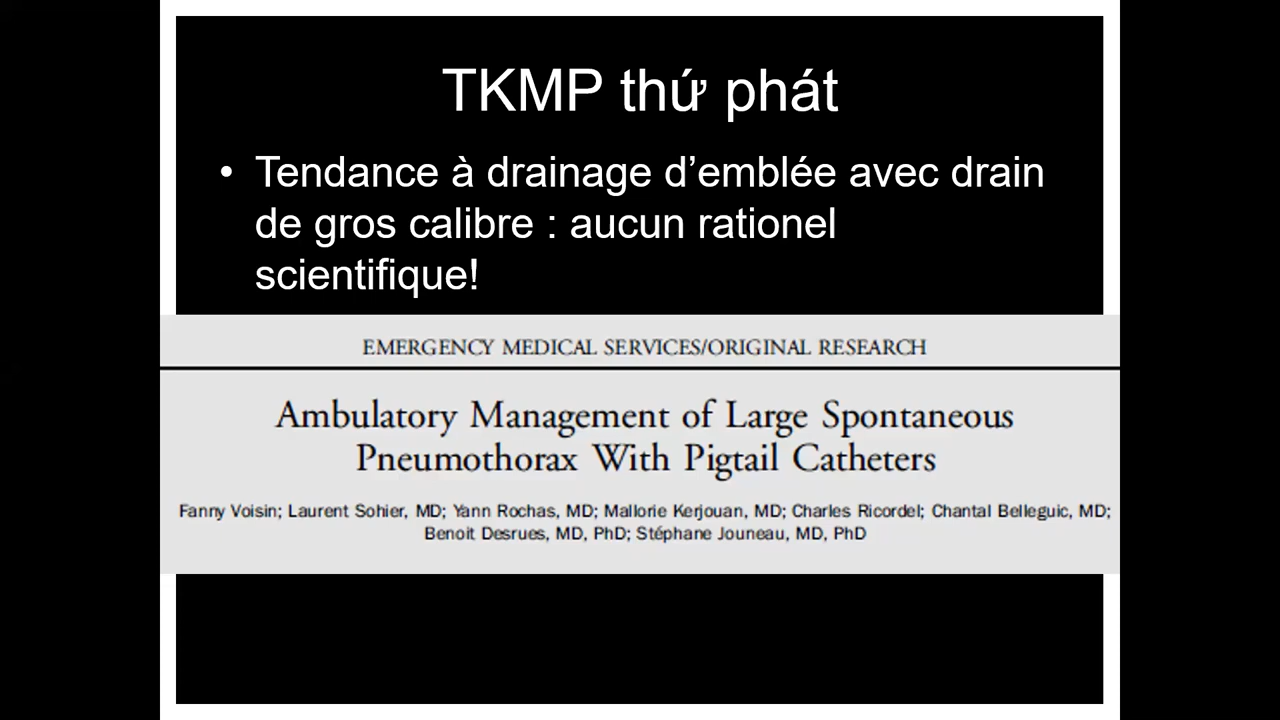 TKMP thứ phát
• Tendance à drainage d’emblée avec drain
de gros calibre : aucun rationel
scientifique!
EMERGENCY MEDICAL SERVICES/ORIGINAL RESEARCH
Ambulatory Management of Large Spontaneous
Pneumothorax With Pigtail Catheters
Fanny Voisin; Laurent Sohier, MD; Yann Rochas, MD; Mallorie Kerjouan, MD; Charles Ricordel; Chantal Belleguic, MD;
Benoit Desrues, MD, PhD; Stéphane Jouneau, MD, PhD